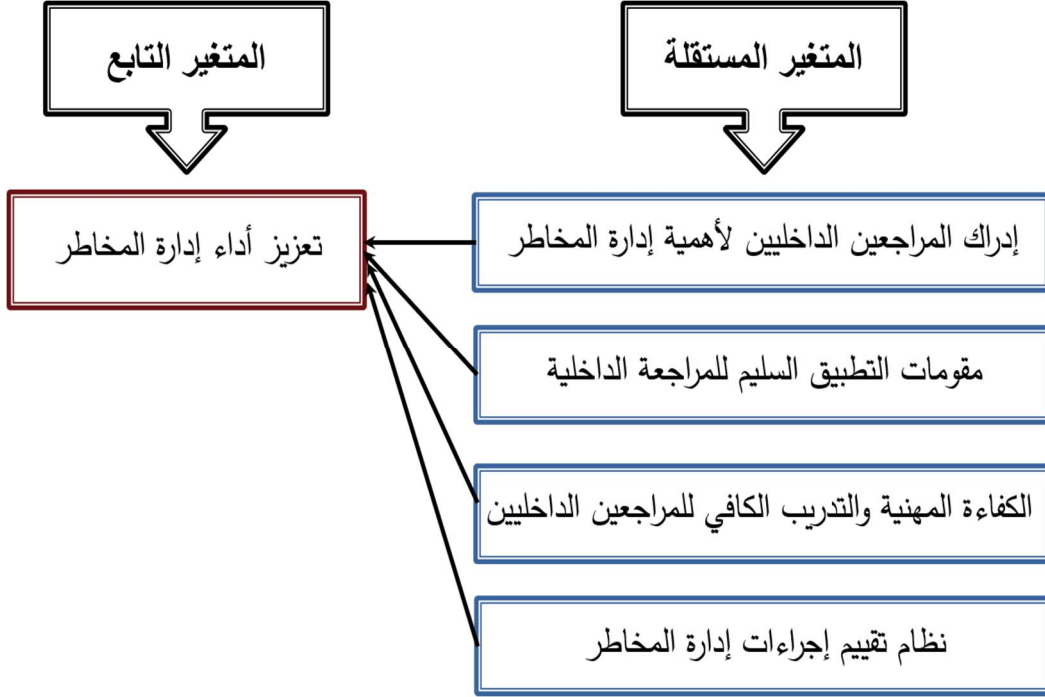 المتغير المستقلة
المتغير التابع
إدراك المراجعين الداخليين لأهمية إدارة المخاطر
تعزيز أداء إدارة المخاطر
مقومات التطبيق السليم للمراجعة الداخلية
الكفاءة المهنية والتدريب الكافي للمراجعين الداخليين
نظام تقييم إجراءات إدارة المخاطر